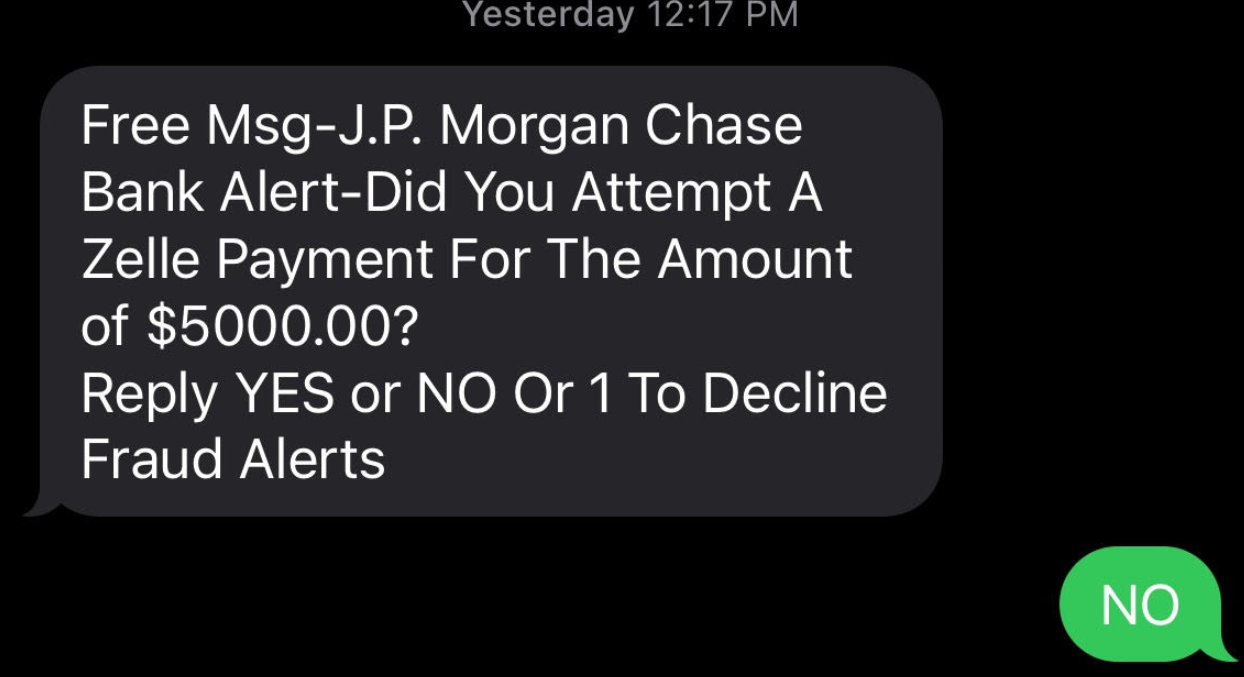 Yesterday 12:17 PM
Free Msg-J.P. Morgan Chase
Bank Alert-Did You Attempt A
Zelle Payment For The Amount
of $5000.00?
Reply YES or NO Or 1 To Decline
Fraud Alerts
NO